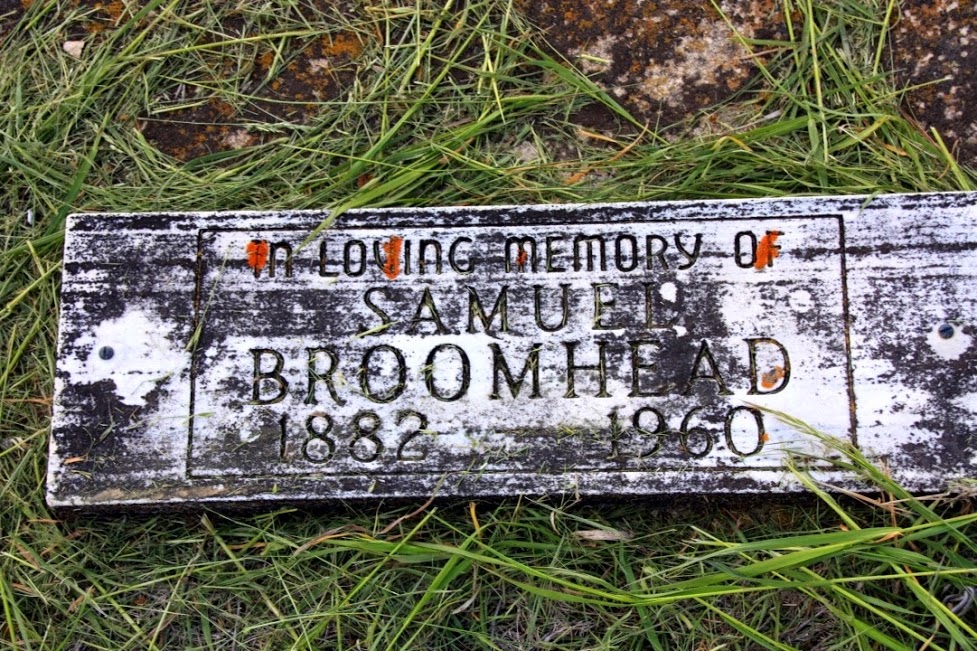 In LOVING MEMORY OF
SAMUEL
BROOMHEAD
1882 1960